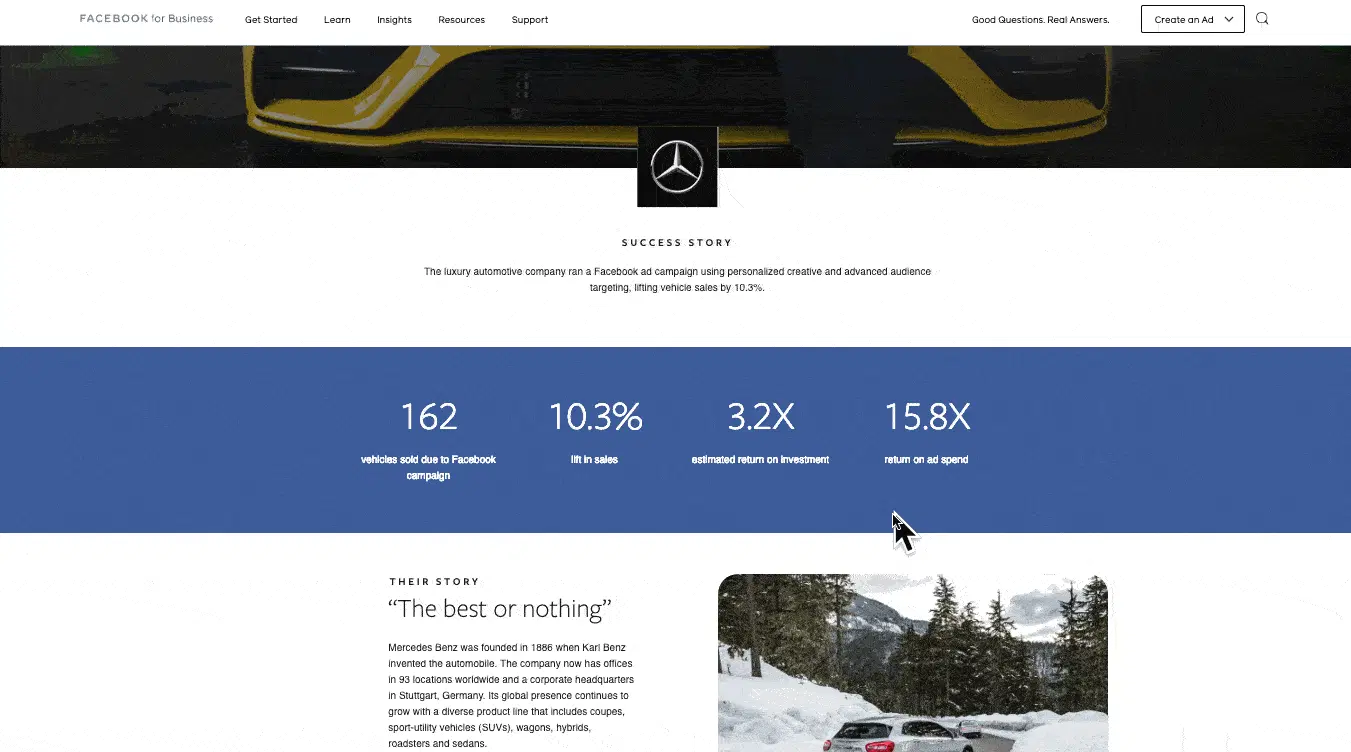 FACEBOOK for Business
Get Started
Learn
Insights
Resources
Support
Good Questions. Real Answers.
Create an Ad
SUCCESS STORY
The luxury automotive company ran a Facebook ad campaign using personalized creative and advanced audience
targeting, lifting vehicle sales by 10.3%.
162
vehicles sold due to Facebook
campaign
10.3%
lift in sales
3.2X
estimated return on investment
15.8X
return on ad spend
THEIR STORY
“The best or nothing”
Mercedes Benz was founded in 1886 when Karl Benz
invented the automobile. The company now has offices
in 93 locations worldwide and a corporate headquarters
in Stuttgart, Germany. Its global presence continues to
grow with a diverse product line that includes coupes,
sport-utility vehicles (SUVs), wagons, hybrids,
roadsters and sedans.